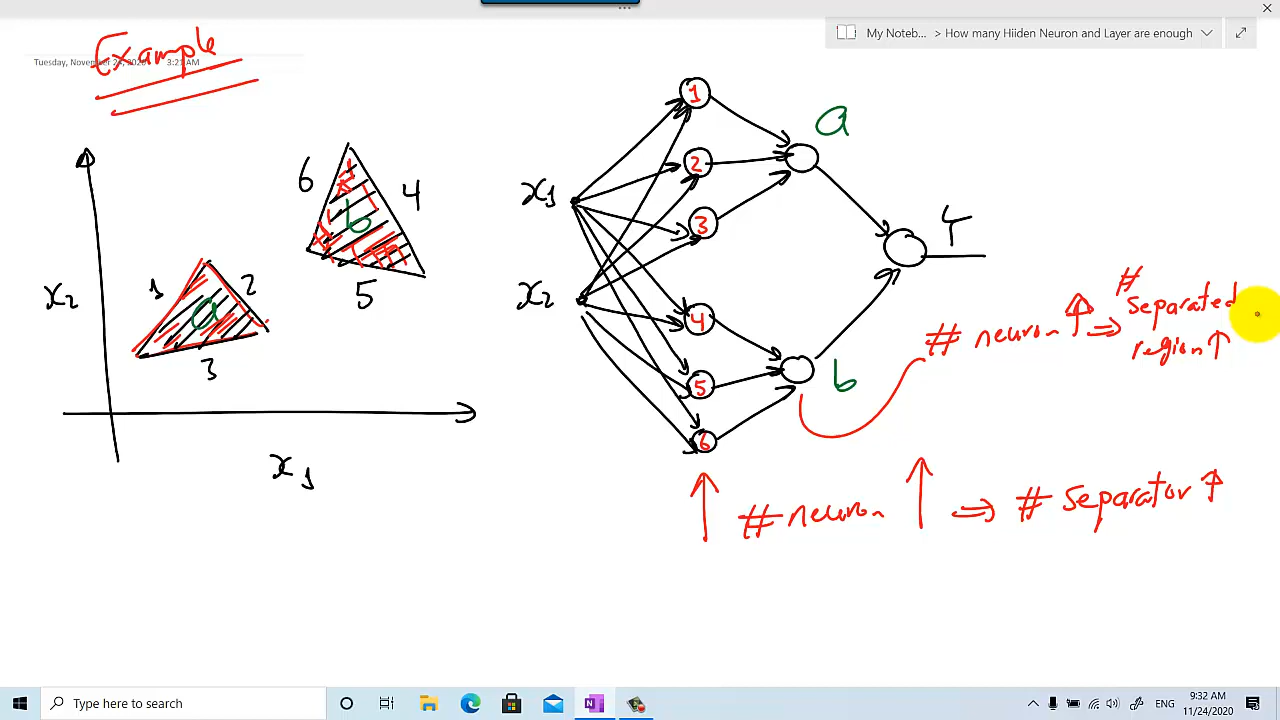 My Noteb... > How many Hiiden Neuron and Layer are enough
Example
Tuesday, November 24, 2020 3:21 AM
x2
x1
1
2
3
a
6
4
5
b
x1
x2
1
2
3
4
5
6
a
b
Y
# neuron ↑ ⇒ # separated region ↑
↑ # neuron ↑ ⇒ # separator ↑
Type here to search
ENG
9:32 AM
11/24/2020